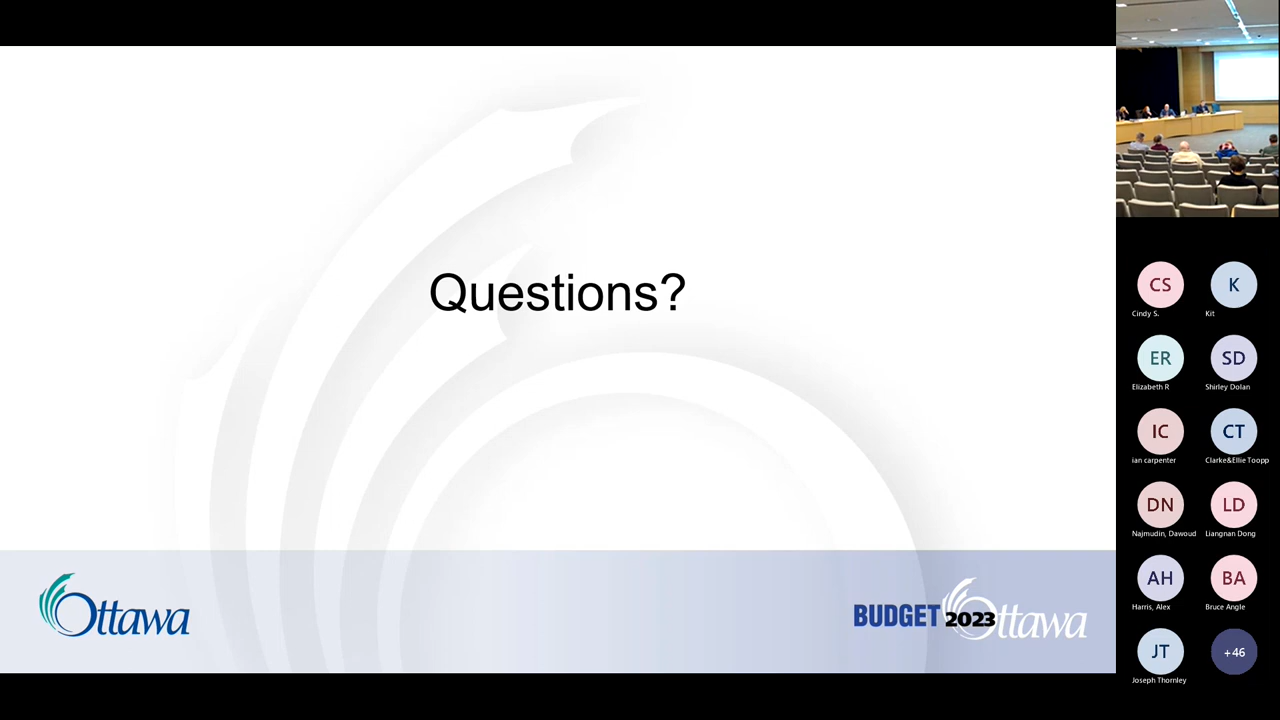 Questions?
Ottawa
BUDGET 2023 Ottawa
CS
K
Cindy S.
Kit
ER
SD
Elizabeth R
Shirley Dolan
IC
CT
ian carpenter
Clarke&Ellie Toopp
DN
LD
Najmudin, Dawoud
Liangnan Dong
AH
BA
Harris, Alex
Bruce Angle
JT
+46
Joseph Thornley